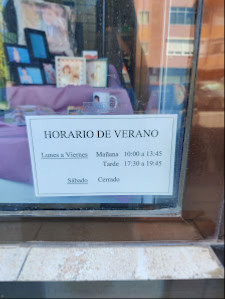 HORARIO DE VERANO
Lunes a Viernes Mañana 10:00 a 13:45
Tarde 17:30 a 19:45
Sábado Cerrado